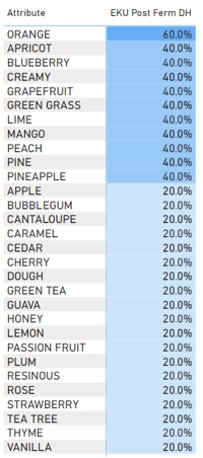 Attribute EKU Post Ferm DH
ORANGE 60.0%
APRICOT 40.0%
BLUEBERRY 40.0%
CREAMY 40.0%
GRAPEFRUIT 40.0%
GREEN GRASS 40.0%
LIME 40.0%
MANGO 40.0%
PEACH 40.0%
PINE 40.0%
PINEAPPLE 40.0%
APPLE 20.0%
BUBBLEGUM 20.0%
CANTALOUPE 20.0%
CARAMEL 20.0%
CEDAR 20.0%
CHERRY 20.0%
DOUGH 20.0%
GREEN TEA 20.0%
GUAVA 20.0%
HONEY 20.0%
LEMON 20.0%
PASSION FRUIT 20.0%
PLUM 20.0%
RESINOUS 20.0%
ROSE 20.0%
STRAWBERRY 20.0%
TEA TREE 20.0%
THYME 20.0%
VANILLA 20.0%